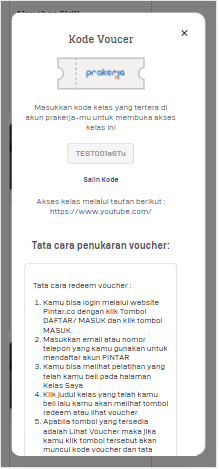 Kode Voucer
×
prakerja
Masukkan kode kelas yang tertera di
akun prakerja-mu untuk membuka akses
kelas ini
TEST001a6Tu
Salin Kode
Akses kelas melalui tautan berikut :
https://www.youtube.com/
Tata cara penukaran voucher:
Tata cara redeem voucher :
1. Kamu bisa login melalui website
Pintar.co dengan klik Tombol
DAFTAR/ MASUK dan klik tombol
MASUK.
2. Masukkan email atau nomor
telepon yang kamu gunakan untuk
mendaftar akun PINTAR
3. Kamu bisa melihat pelatihan yang
telah kamu beli pada halaman
Kelas Saya
4. Klik judul kelas yang telah kamu
beli lalu kamu akan melihat tombol
redeem atau lihat voucher
5. Apabila tombol yang tersedia
adalah Lihat Voucher maka jika
kamu klik tombol tersebut akan
muncul kode voucher dan tata